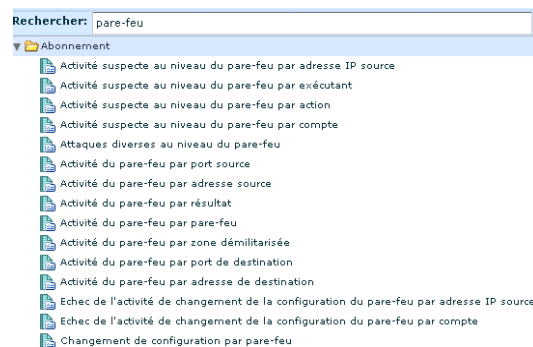 Rechercher: pare-feu
Abonnement
Activité suspecte au niveau du pare-feu par adresse IP source
Activité suspecte au niveau du pare-feu par exécutant
Activité suspecte au niveau du pare-feu par action
Activité suspecte au niveau du pare-feu par compte
Attaques diverses au niveau du pare-feu
Activité du pare-feu par port source
Activité du pare-feu par adresse source
Activité du pare-feu par résultat
Activité du pare-feu par pare-feu
Activité du pare-feu par zone démilitarisée
Activité du pare-feu par port de destination
Activité du pare-feu par adresse de destination
Echec de l'activité de changement de la configuration du pare-feu par adresse IP source
Echec de l'activité de changement de la configuration du pare-feu par compte
Changement de configuration par pare-feu